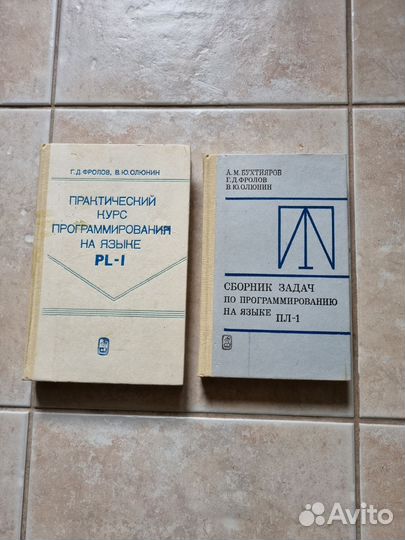 Г.Д.ФРОЛОВ, В.Ю.ОЛЮНИН
ПРАКТИЧЕСКИЙ
КУРС
ПРОГРАММИРОВАНИЯ
НА ЯЗЫКЕ
PL-I
А.М.БУХТИЯРОВ
Г.Д.ФРОЛОВ
В.Ю.ОЛЮНИН
СБОРНИК ЗАДАЧ
ПО ПРОГРАММИРОВАНИЮ
НА ЯЗЫКЕ
ПЛ-1
Avito